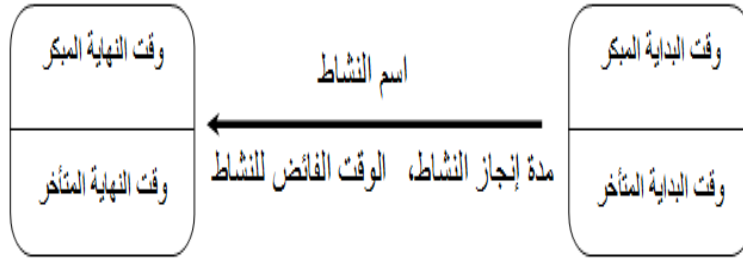 وقت البداية المبكر
وقت البداية المتأخر
اسم النشاط
مدة إنجاز النشاط، الوقت الفائض للنشاط
وقت النهاية المبكر
وقت النهاية المتأخر